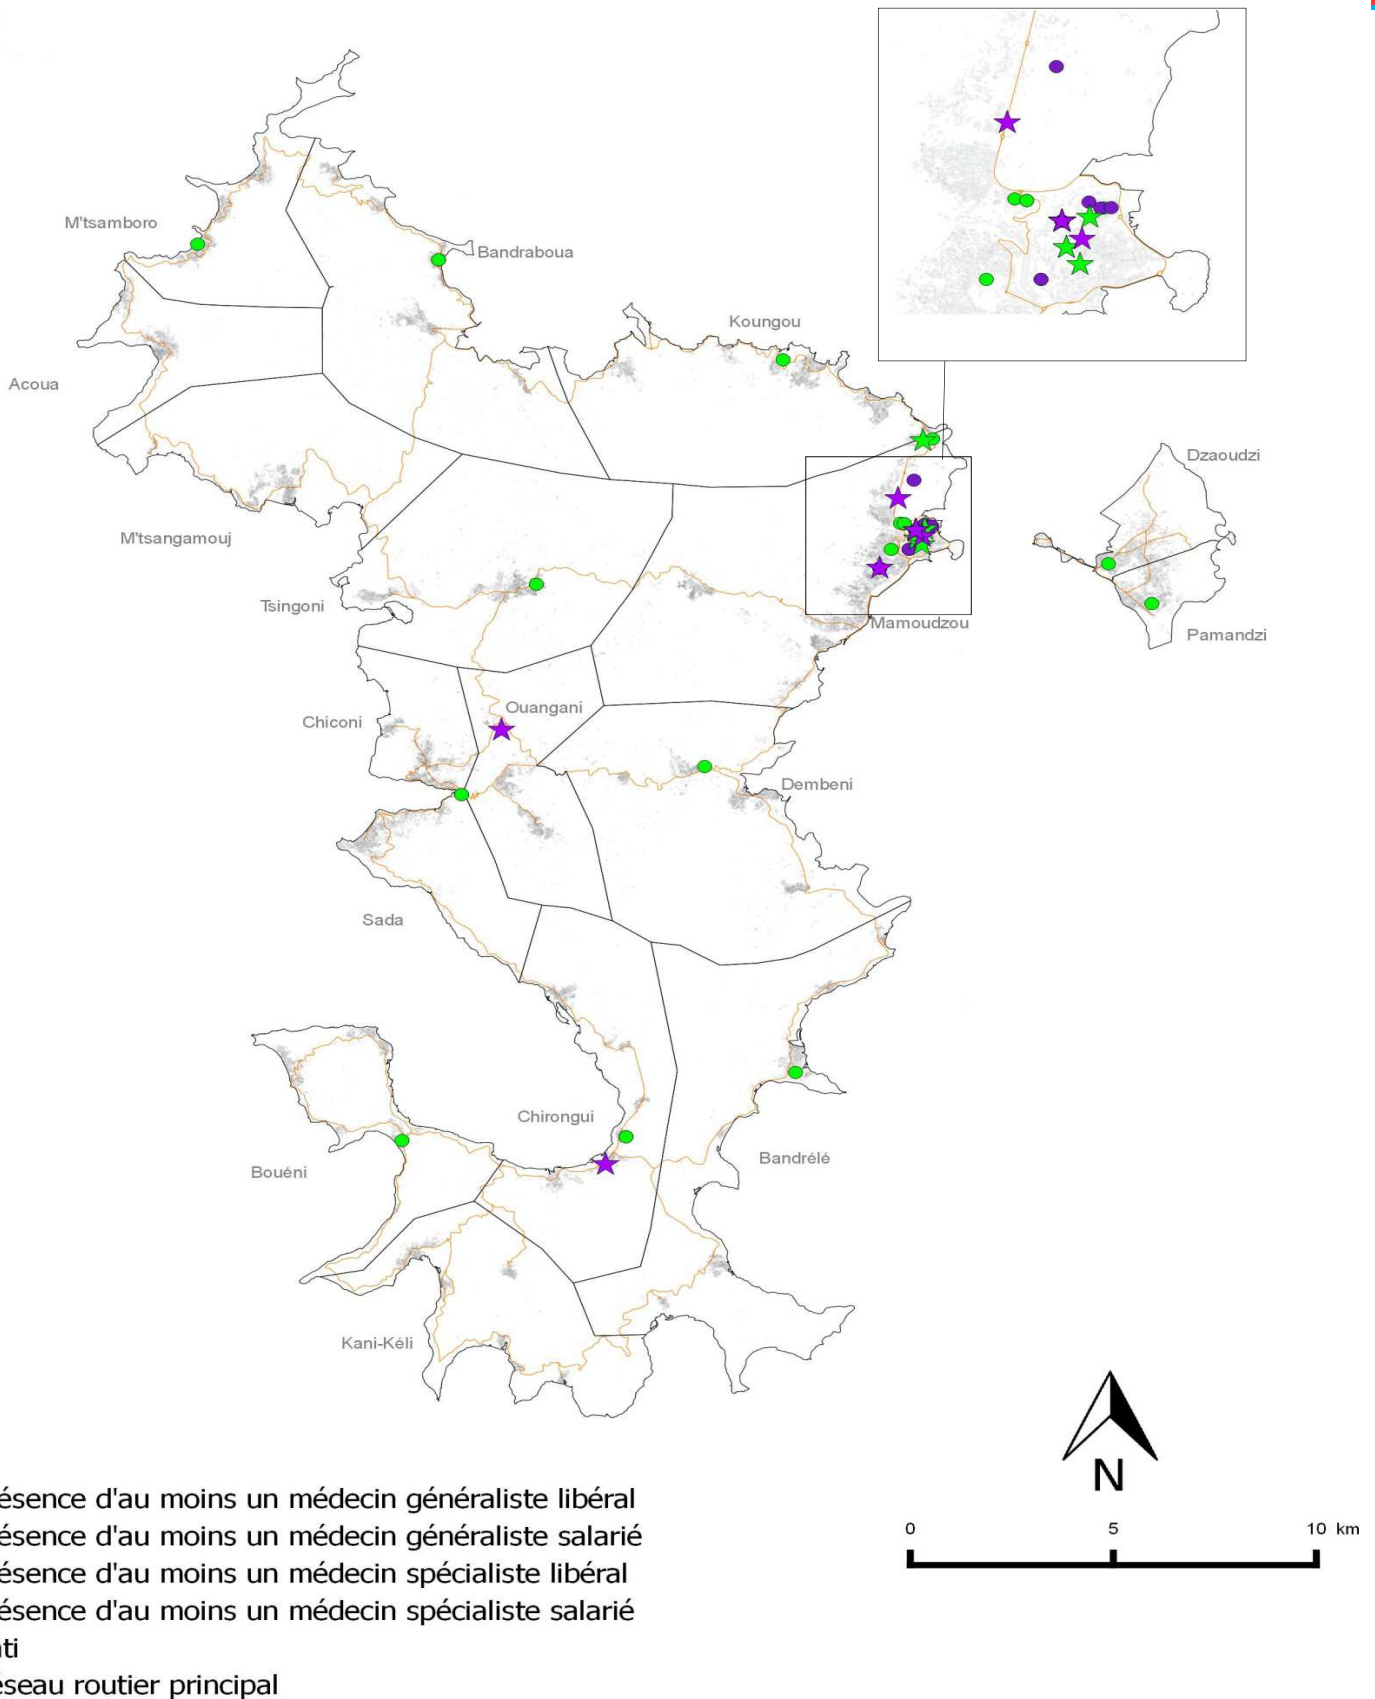 M'tsamboro
Bandraboua
Koungou
Acoua
Dzaoudzi
M'tsangamouj
Tsingoni
Mamoudzou
Pamandzi
Ouangani
Chiconi
Dembeni
Sada
Chirongui
Bandrélé
Bouéni
Kani-Kéli
N
0 5 10 km
ésence d'au moins un médecin généraliste libéral
ésence d'au moins un médecin généraliste salarié
ésence d'au moins un médecin spécialiste libéral
ésence d'au moins un médecin spécialiste salarié
ti
seau routier principal